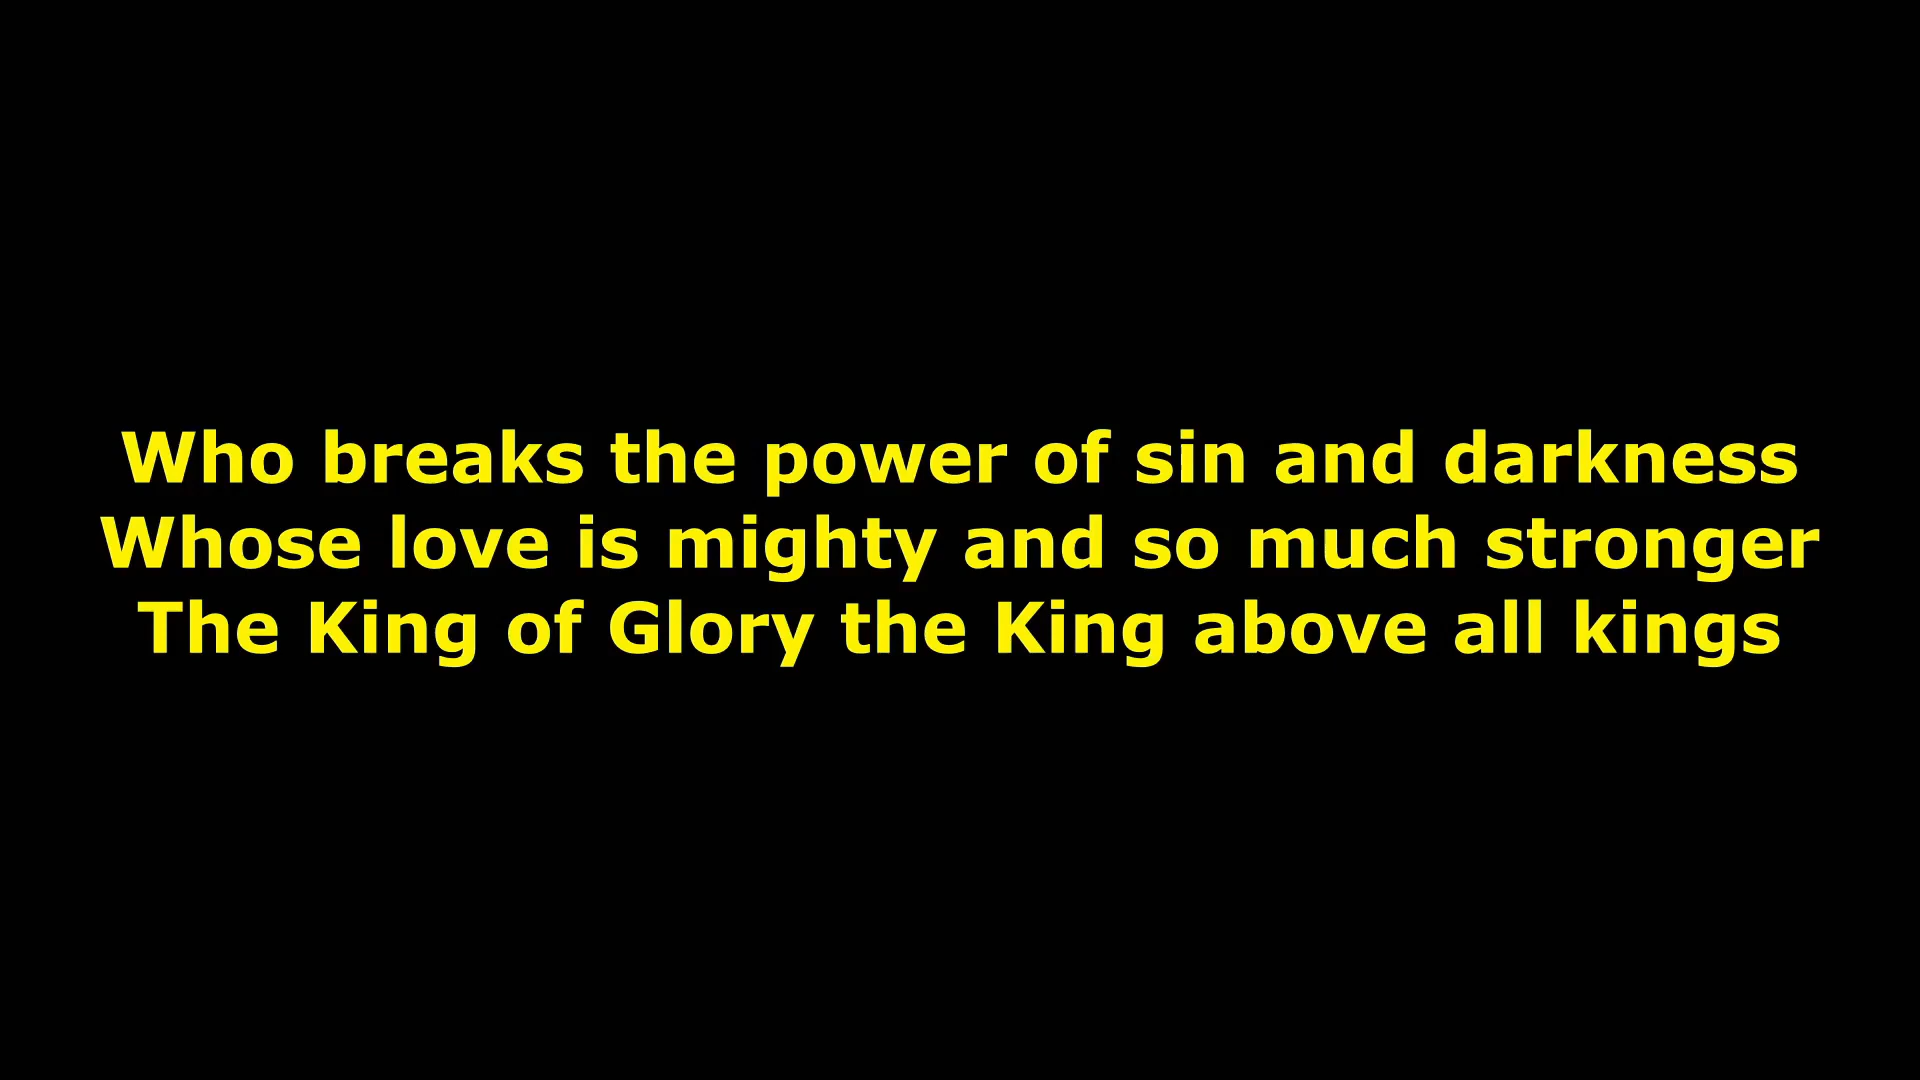 Who breaks the power of sin and darkness
Whose love is mighty and so much stronger
The King of Glory the King above all kings